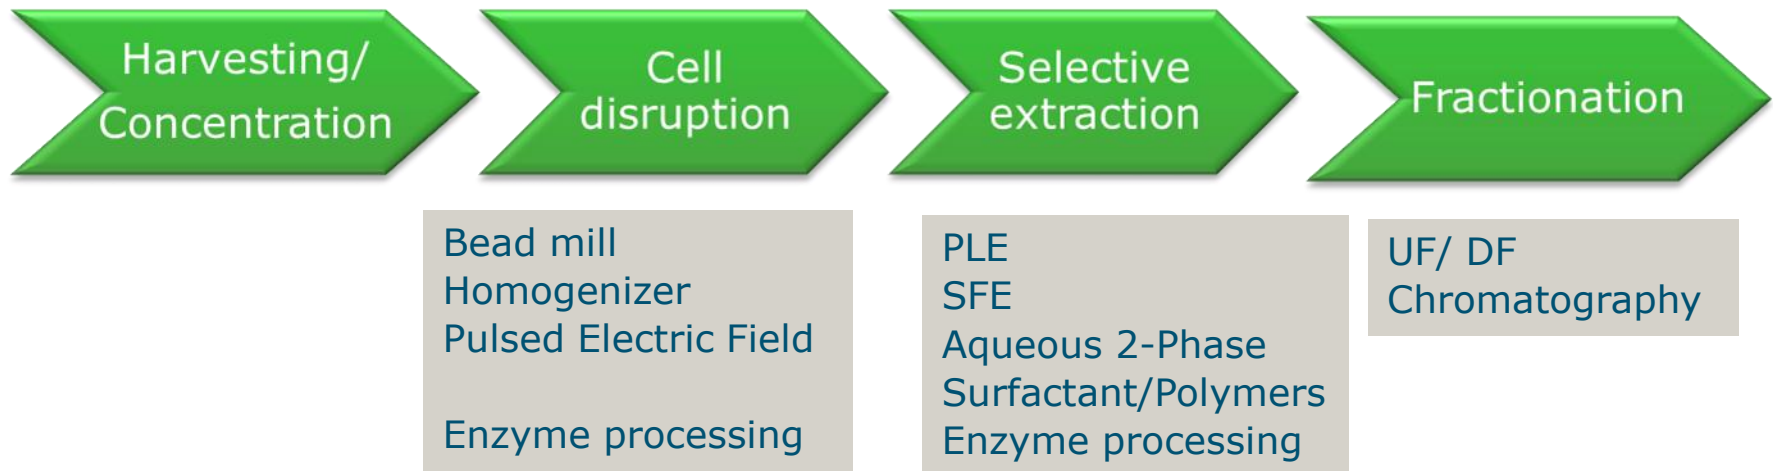 Harvesting/
Concentration
Cell
disruption
Selective
extraction
Fractionation
Bead mill
Homogenizer
Pulsed Electric Field
Enzyme processing
PLE
SFE
Aqueous 2-Phase
Surfactant/Polymers
Enzyme processing
UF/ DF
Chromatography